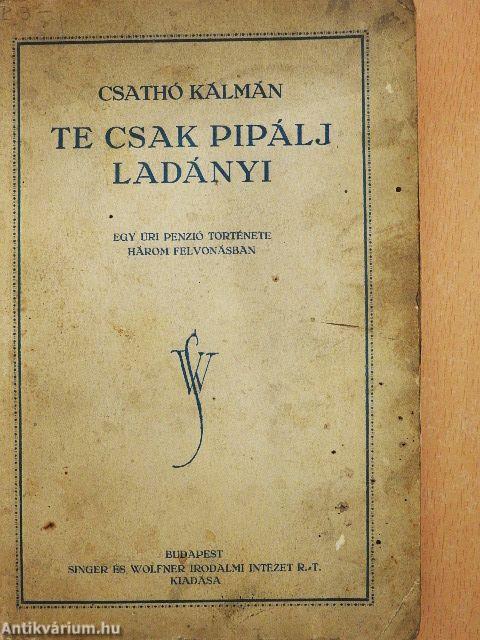 CSATHÓ KÁLMÁN
TE CSAK PIPÁLJ
LADÁNYI
EGY ÚRI PENZIÓ TÖRTÉNETE
HÁROM FELVONÁSBAN
SW
BUDAPEST
SINGER ÉS WOLFNER IRODALMI INTÉZET R.-T.
KIADÁSA
Antikvárium.hu